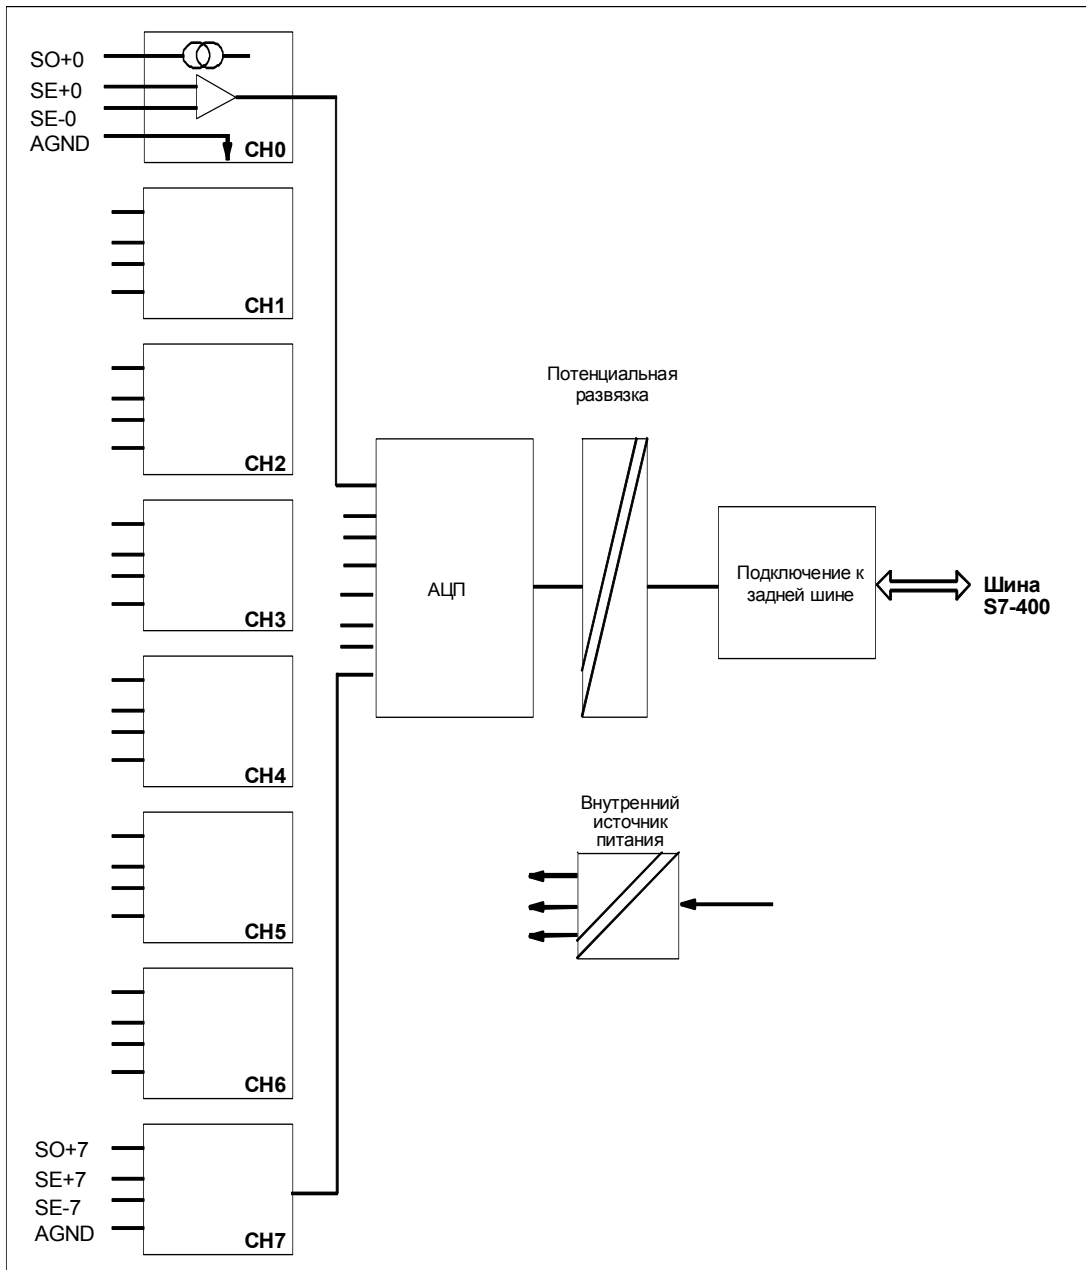 SO+0
SE+0
SE-0
AGND
CH0
CH1
CH2
CH3
CH4
CH5
CH6
SO+7
SE+7
SE-7
AGND
CH7
АЦП
Потенциальная
развязка
Подключение к
задней шине
Шина
S7-400
Внутренний
источник
питания